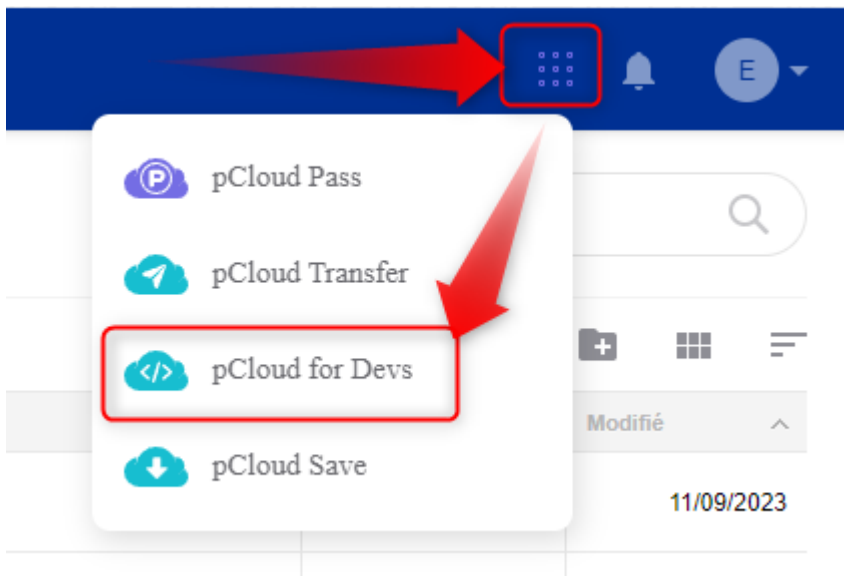 E
pCloud Pass
pCloud Transfer
pCloud for Devs
Modifié
pCloud Save
11/09/2023